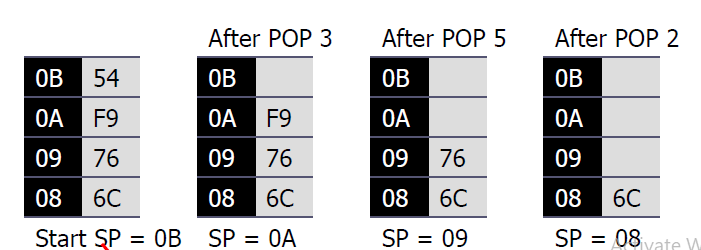 After POP 3 After POP 5 After POP 2
0B 54 0B 0B 0B
0A F9 0A F9 0A 0A
09 76 09 76 09 76 09
08 6C 08 6C 08 6C 08 6C
Start SP = 0B SP = 0A SP = 09 SP = 08
Activate W